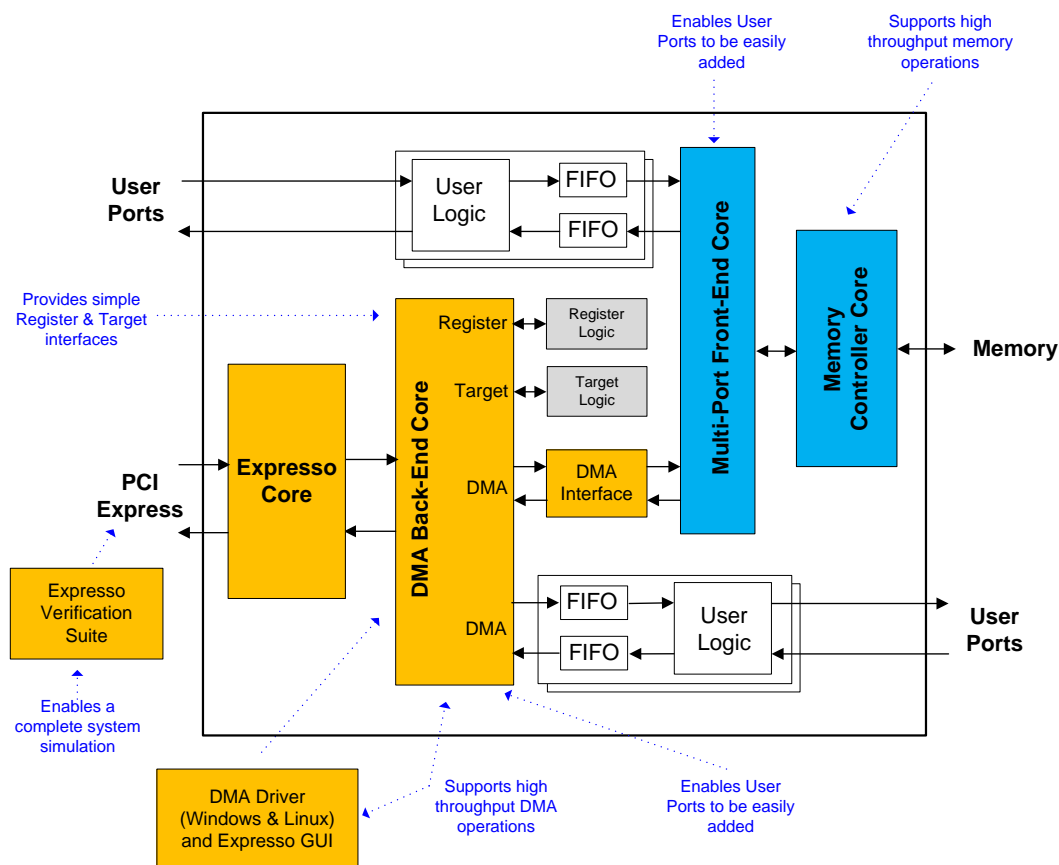 Enables User
Ports to be easily
added
Supports high
throughput memory
operations
User
Ports
User
Logic
FIFO
FIFO
Multi-Port Front-End Core
Memory
Controller Core
Memory
Provides simple
Register & Target
interfaces
Register
Register
Logic
Target
Target
Logic
DMA Back-End Core
Expresso
Core
PCI
Express
DMA
DMA
Interface
Expresso
Verification
Suite
DMA
FIFO
FIFO
User
Logic
User
Ports
Enables a
complete system
simulation
DMA Driver
(Windows & Linux)
and Expresso GUI
Supports high
throughput DMA
operations
Enables User
Ports to be easily
added